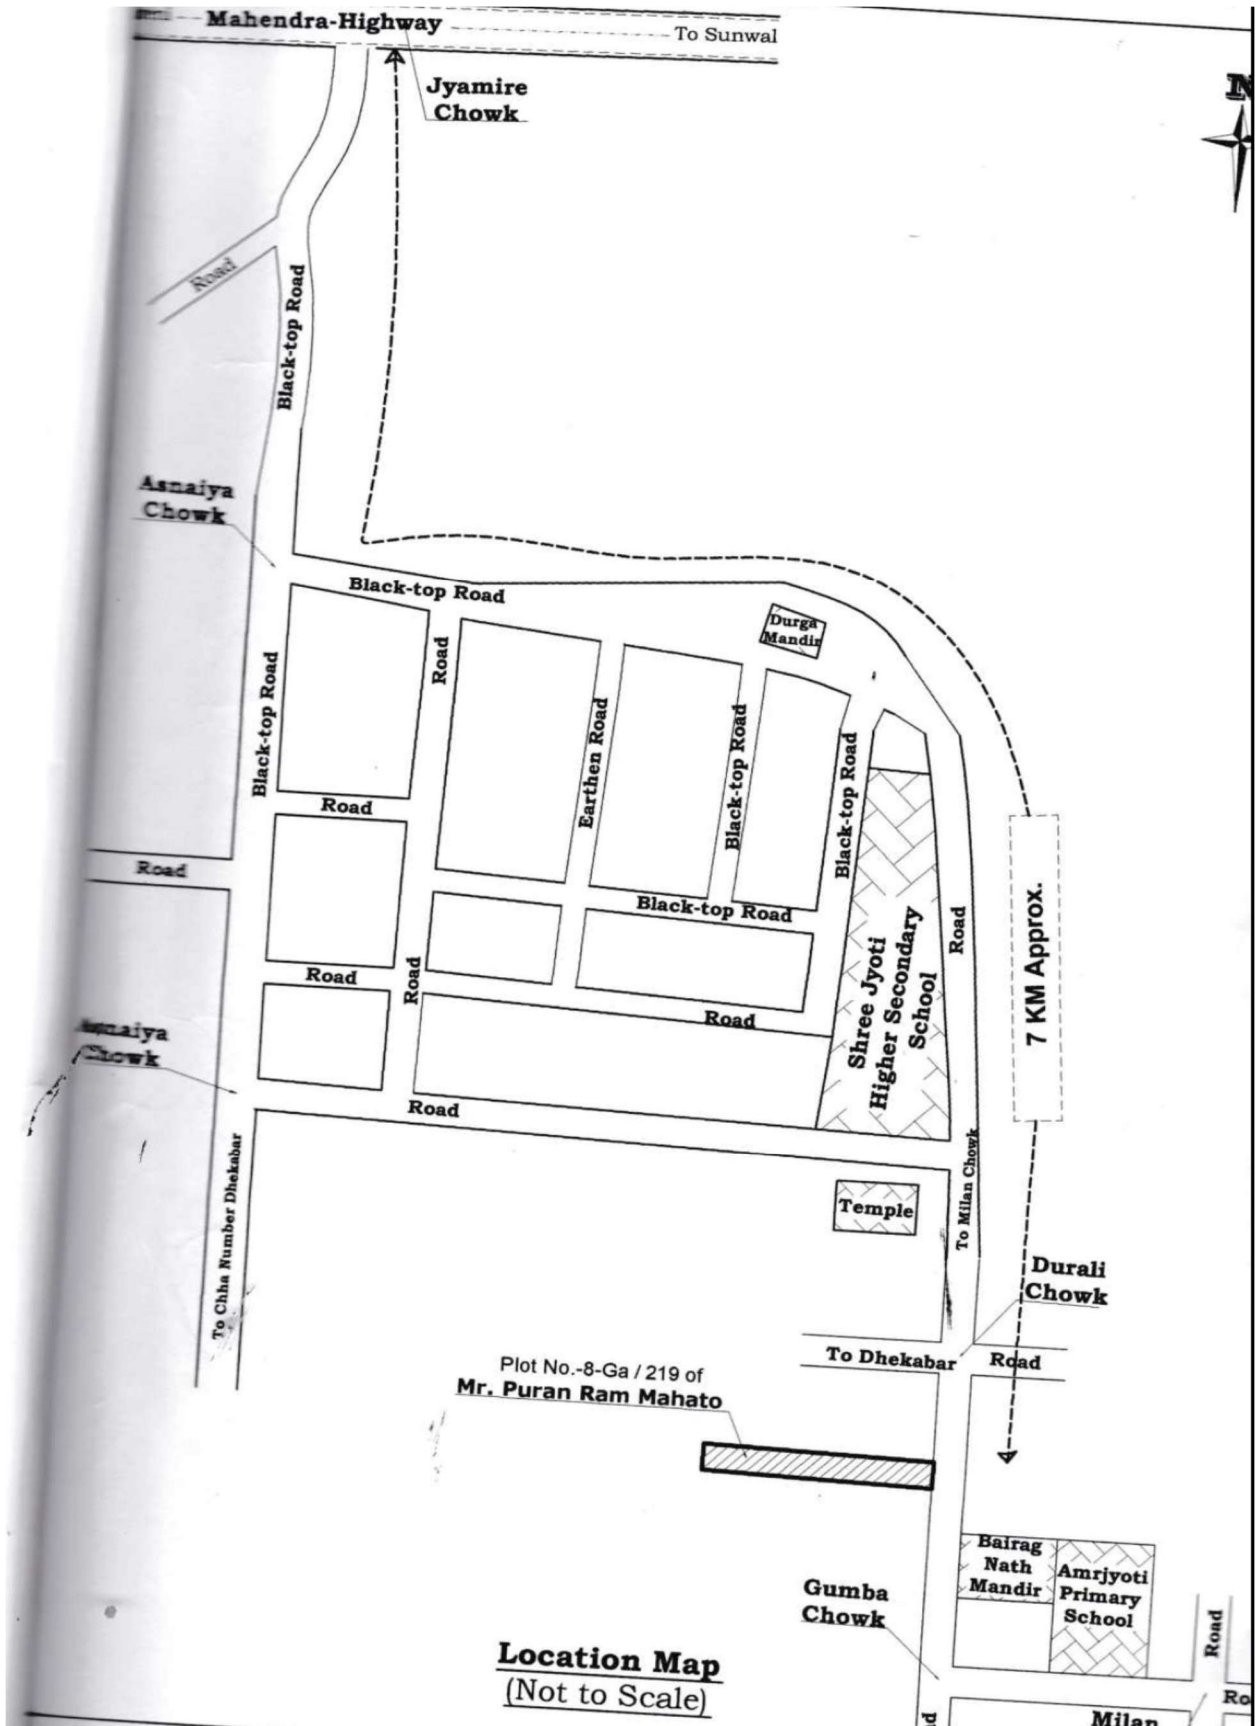 Mahendra-Highway
To Sunwal
N
Jyamire
Chowk
Road
Black-top Road
Asnaiya
Chowk
Black-top Road
Durga
Mandir
Road
Black-top Road
Earthen Road
Black-top Road
Black-top Road
Road
Road
Black-top Road
Shree Jyoti
Higher Secondary
School
Road
7 KM Approx.
Road
Road
Road
Asnaiya
Chowk
Road
To Chha Number Dhekabar
To Milan Chowk
Temple
Durali
Chowk
To Dhekabar
Road
Plot No.-8-Ga / 219 of
Mr. Puran Ram Mahato
Bairag
Nath
Mandir
Amrjyoti
Primary
School
Gumba
Chowk
Road
Location Map
(Not to Scale)
Milan